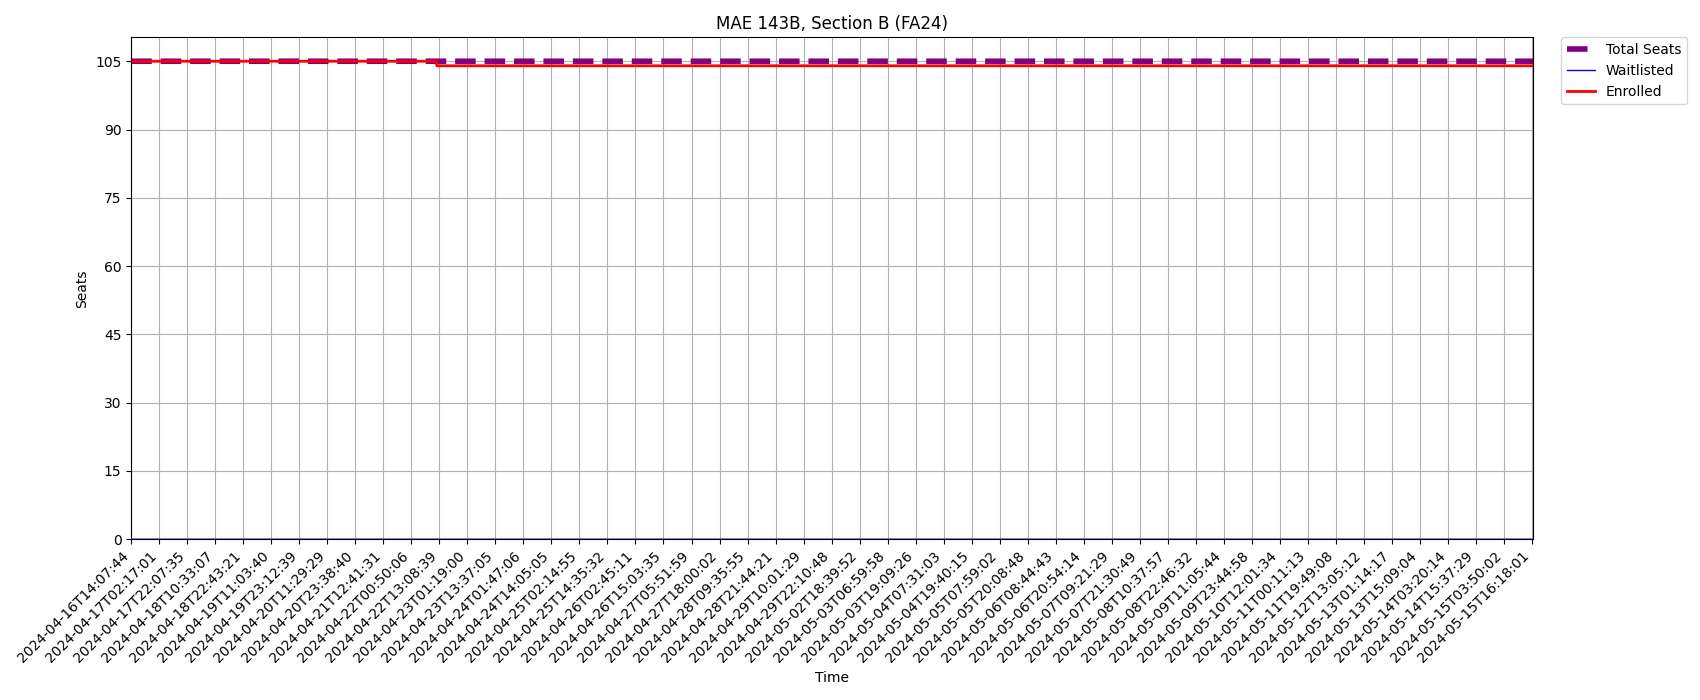 MAE 143B, Section B (FA24)
Total Seats
Waitlisted
Enrolled
105
90
75
60
45
30
15
0
Seats
2024-04-16T14:07:44
2024-04-17T02:17:01
2024-04-17T22:07:35
2024-04-18T10:33:07
2024-04-18T22:43:21
2024-04-19T11:03:40
2024-04-19T23:12:39
2024-04-20T11:29:29
2024-04-20T23:38:40
2024-04-21T12:41:31
2024-04-22T00:50:06
2024-04-22T13:08:39
2024-04-23T01:19:00
2024-04-23T13:37:05
2024-04-24T01:47:06
2024-04-24T14:05:05
2024-04-25T02:14:55
2024-04-25T14:35:32
2024-04-26T02:45:11
2024-04-26T15:03:35
2024-04-27T05:51:59
2024-04-27T18:00:02
2024-04-28T09:35:55
2024-04-28T21:44:21
2024-04-29T10:01:29
2024-04-29T22:10:48
2024-05-02T18:39:52
2024-05-03T06:59:58
2024-05-03T19:09:26
2024-05-04T07:31:03
2024-05-04T19:40:15
2024-05-05T07:59:02
2024-05-05T20:08:48
2024-05-06T08:44:43
2024-05-06T20:54:14
2024-05-07T09:21:29
2024-05-07T21:30:49
2024-05-08T10:37:57
2024-05-08T22:46:32
2024-05-09T11:05:44
2024-05-09T23:44:58
2024-05-10T12:01:34
2024-05-11T00:11:13
2024-05-11T19:49:08
2024-05-12T13:05:12
2024-05-13T01:14:17
2024-05-13T15:09:04
2024-05-14T03:20:14
2024-05-14T15:37:29
2024-05-15T03:50:02
2024-05-15T16:18:01
Time